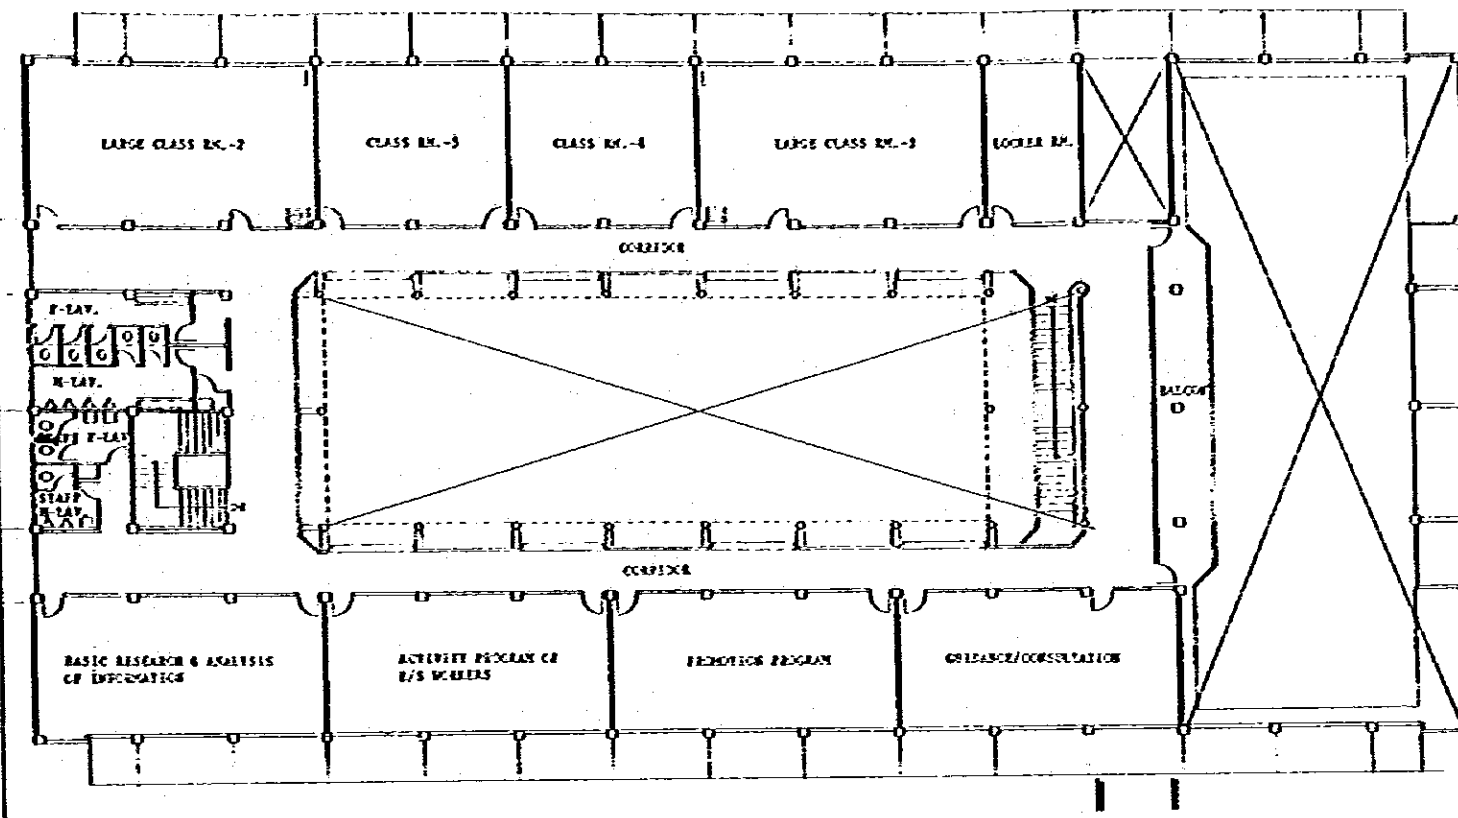 LARGE CLASS RM.-2
CLASS RM.-3
CLASS RM.-4
LARGE CLASS RM.-3
LOCKER RM.
CORRIDOR
F-LAV.
M-LAV.
BALCONY
STAFF F-LAV
STAFF
M-LAV.
CORRIDOR
BASIC RESEARCH & ANALYSIS
OF INFORMATION
ACTIVITY PROGRAM OF
WORKERS
PROMOTION PROGRAM
GUIDANCE/CONSULTATION